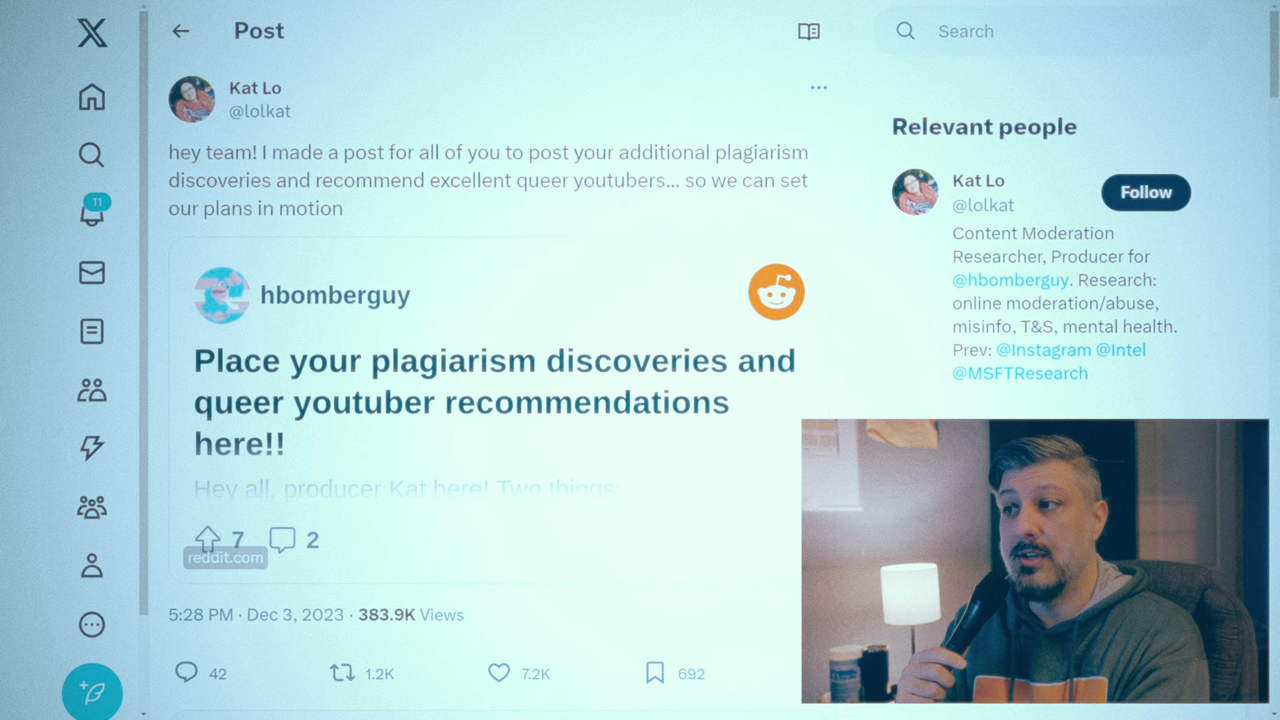 Post
Search
Kat Lo
@lolkat
hey team! I made a post for all of you to post your additional plagiarism
discoveries and recommend excellent queer youtubers... so we can set
our plans in motion
hbomberguy
Place your plagiarism discoveries and
queer youtuber recommendations
here!!
Hey all, producer Kat here! Two things:
7
2
reddit.com
5:28 PM · Dec 3, 2023 · 383.9K Views
42
1.2K
7.2K
692
11
Relevant people
Kat Lo
@lolkat
Follow
Content Moderation
Researcher, Producer for
@hbomberguy. Research:
online moderation/abuse,
misinfo, T&S, mental health.
Prev: @Instagram @Intel
@MSFTResearch